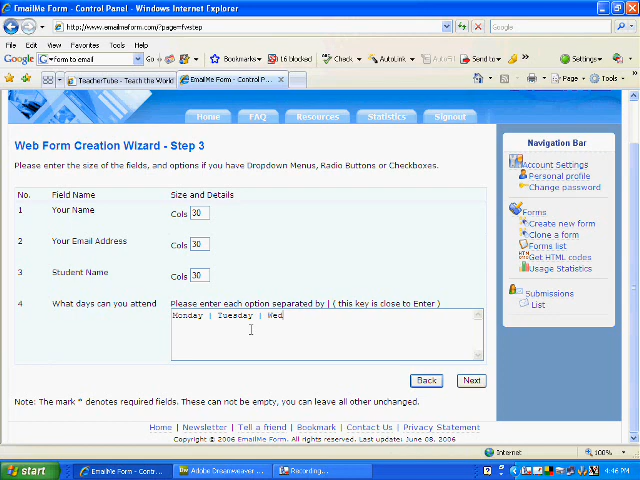 EmailMe Form - Control Panel - Windows Internet Explorer
http://www.emailmeform.com/?page=fwstep
Google
File Edit View Favorites Tools Help
Google form to email Bookmarks 16 blocked Check AutoLink AutoFill Send to Settings
TeacherTube - Teach the World EmailMe Form - Control P... Page Tools
Home FAQ Resources Statistics Signout
Web Form Creation Wizard - Step 3
Please enter the size of the fields, and options if you have Dropdown Menus, Radio Buttons or Checkboxes.
No. Field Name Size and Details
1 Your Name Cols 30
2 Your Email Address Cols 30
3 Student Name Cols 30
4 What days can you attend Please enter each option separated by | ( this key is close to Enter )
Monday | Tuesday | Wed
Back Next
Note: The mark * denotes required fields. These can not be empty, you can leave all other unchanged.
Navigation Bar
Account Settings
Personal profile
Change password
Forms
Create new form
Clone a form
Forms list
Get HTML codes
Usage Statistics
Submissions
List
Home | Newsletter | Tell a friend | Bookmark | Contact Us | Privacy Statement
Copyright © 2006 EmailMe Form. All rights reserved. Last update: June 08, 2006
Internet 100%
start EmailMe Form - Contr... Adobe Dreamweaver ... Recording... 4:46 PM